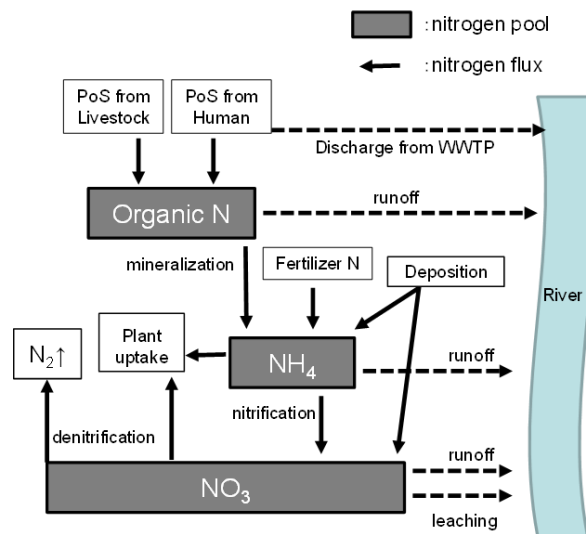 :nitrogen pool
:nitrogen flux
PoS from
Livestock
PoS from
Human
Discharge from WWTP
Organic N
runoff
mineralization
Fertilizer N
Deposition
River
N₂↑
Plant
uptake
NH₄
runoff
nitrification
denitrification
runoff
NO₃
leaching